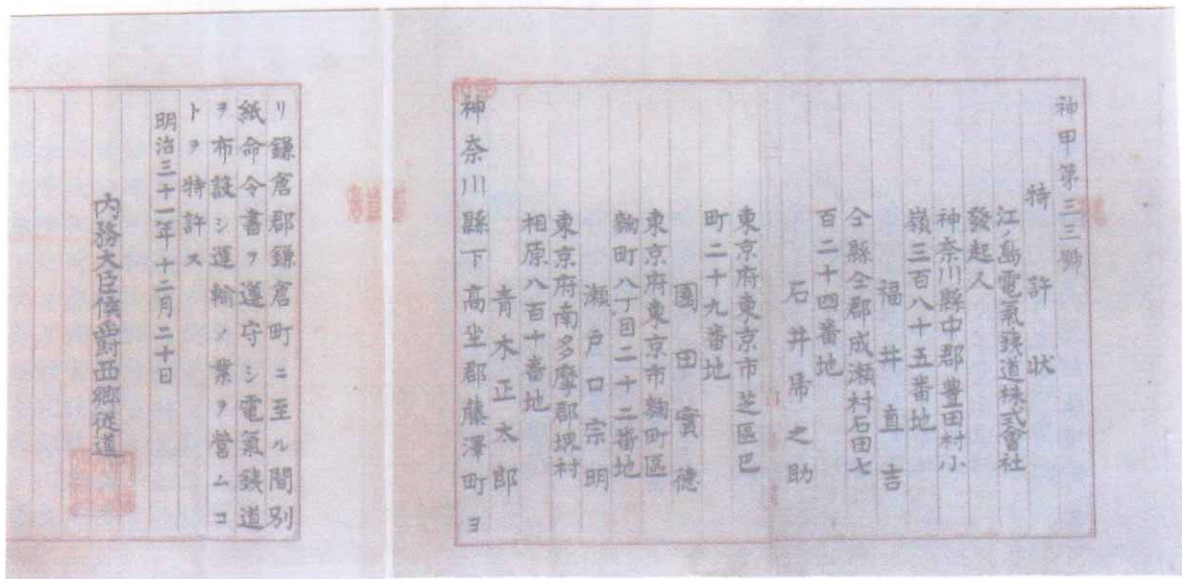 神甲第三三號
特許状
江ノ島電氣鉄道株式會社
發起人
神奈川縣中郡豊田村小
嶺三百八十五番地
福井直吉
仝縣仝郡成瀬村石田七
百二十四番地
石井房之助
東京府東京市芝區巴
町二十九番地
團田實德
東京府東京市麹町區
麹町八丁目二十二番地
瀬戸口宗明
東京府南多摩郡堺村
相原八百十番地
青木正太郎
神奈川縣下高坐郡藤澤町ヨ
リ鎌倉郡鎌倉町ニ至ル間別
紙命令書ヲ遵守シ電氣鉄道
ヲ布設シ運輸ノ業ヲ營ムコ
トヲ特許ス
明治三十一年十二月二十日
内務大臣侯爵西郷従道